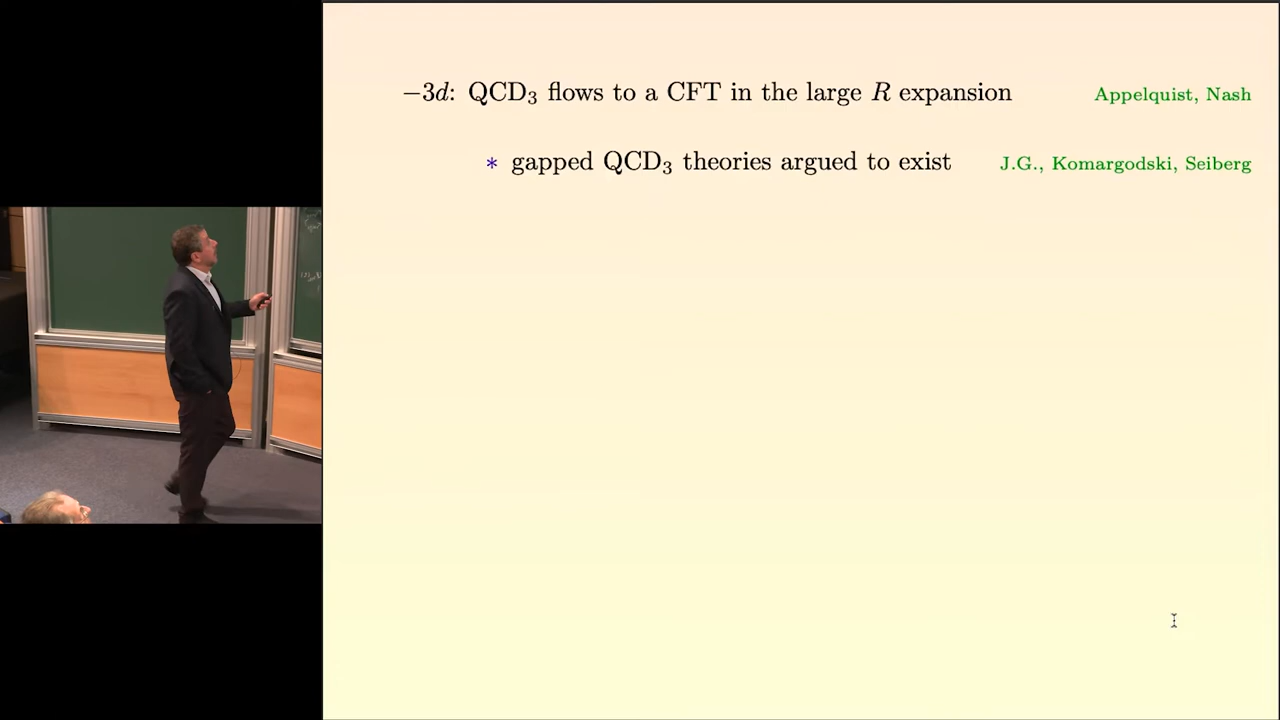 −3d: QCD₃ flows to a CFT in the large R expansion Appelquist, Nash
* gapped QCD₃ theories argued to exist J.G., Komargodski, Seiberg